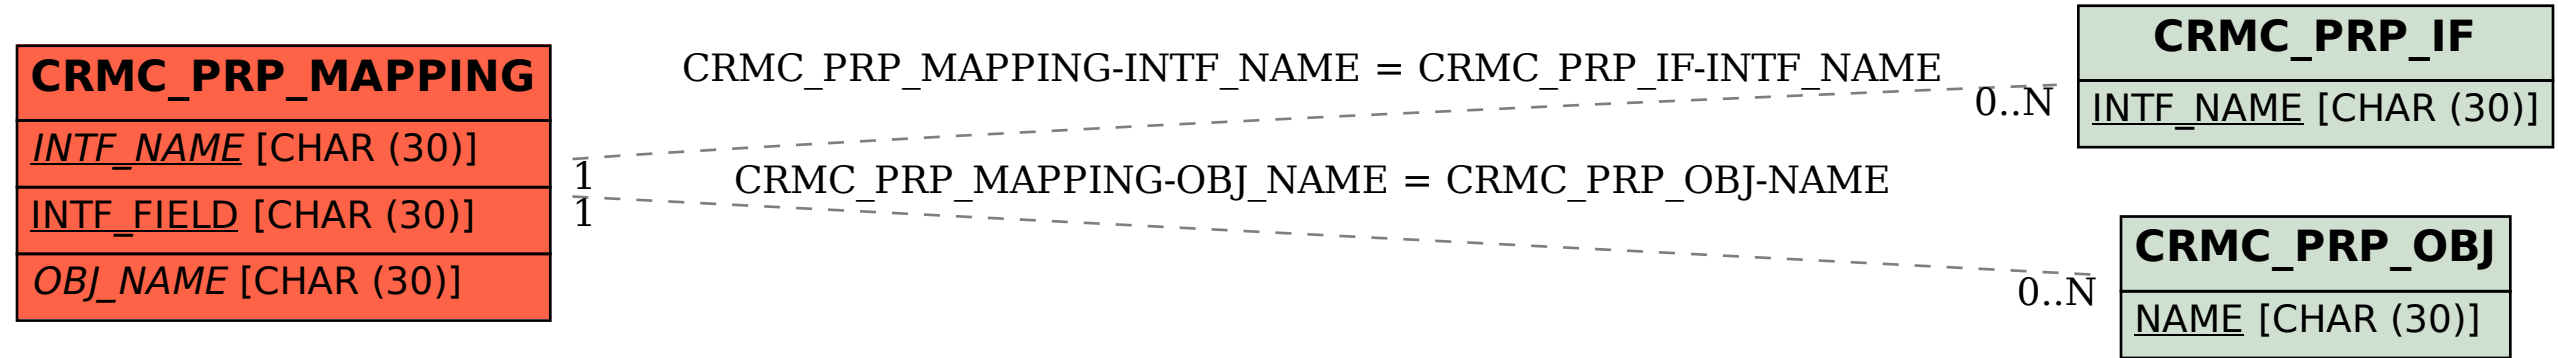 CRMC_PRP_MAPPING
INTF_NAME [CHAR (30)]
INTF_FIELD [CHAR (30)]
OBJ_NAME [CHAR (30)]
CRMC_PRP_MAPPING-INTF_NAME = CRMC_PRP_IF-INTF_NAME
1
0..N
CRMC_PRP_MAPPING-OBJ_NAME = CRMC_PRP_OBJ-NAME
1
0..N
CRMC_PRP_IF
INTF_NAME [CHAR (30)]
CRMC_PRP_OBJ
NAME [CHAR (30)]